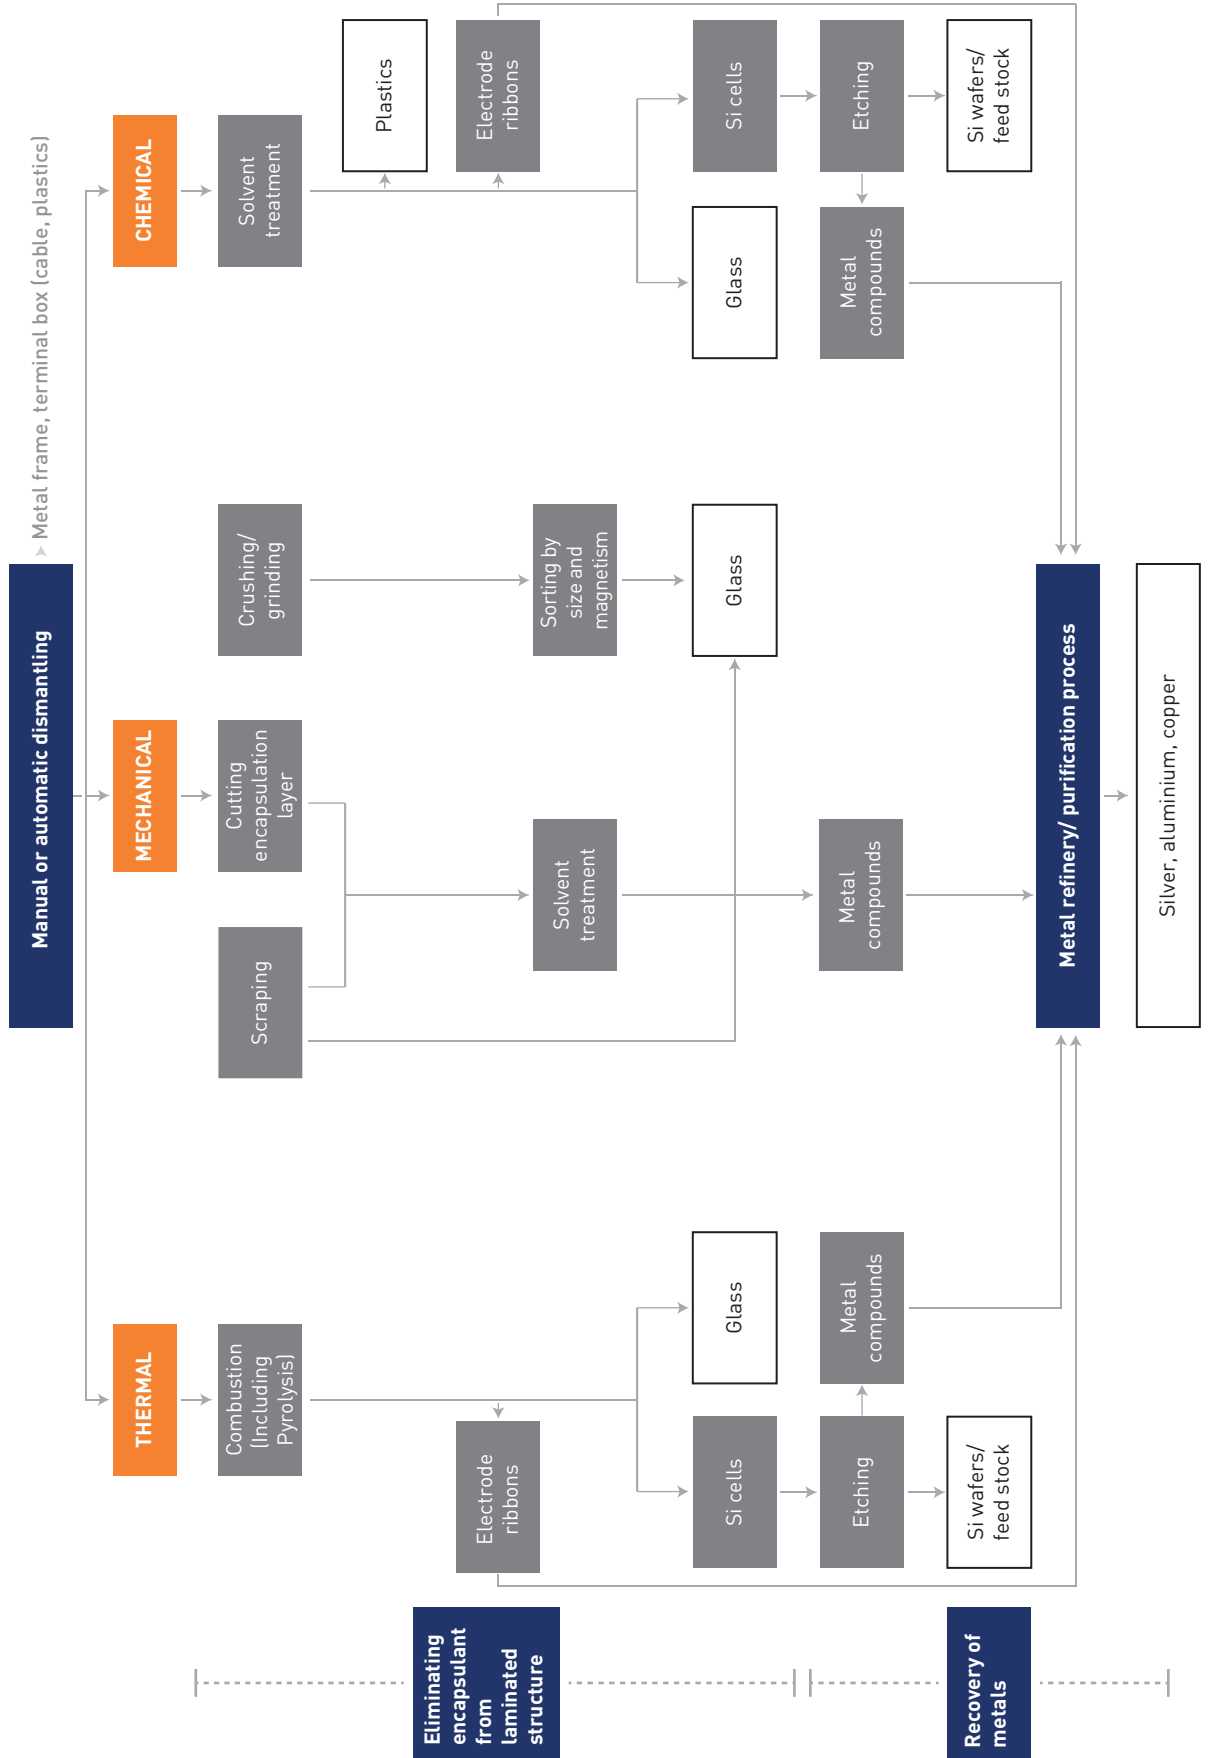 Manual or automatic dismantling
Metal frame, terminal box (cable, plastics)
THERMAL
MECHANICAL
CHEMICAL
Combustion
(Including
Pyrolysis)
Scraping
Cutting
encapsulation
layer
Crushing/
grinding
Solvent
treatment
Eliminating
encapsulant
from
laminated
structure
Plastics
Electrode
ribbons
Electrode
ribbons
Solvent
treatment
Sorting by
size and
magnetism
Si cells
Glass
Glass
Glass
Si cells
Etching
Metal
compounds
Metal
compounds
Metal
compounds
Etching
Recovery of
metals
Si wafers/
feed stock
Si wafers/
feed stock
Metal refinery/ purification process
Silver, aluminium, copper